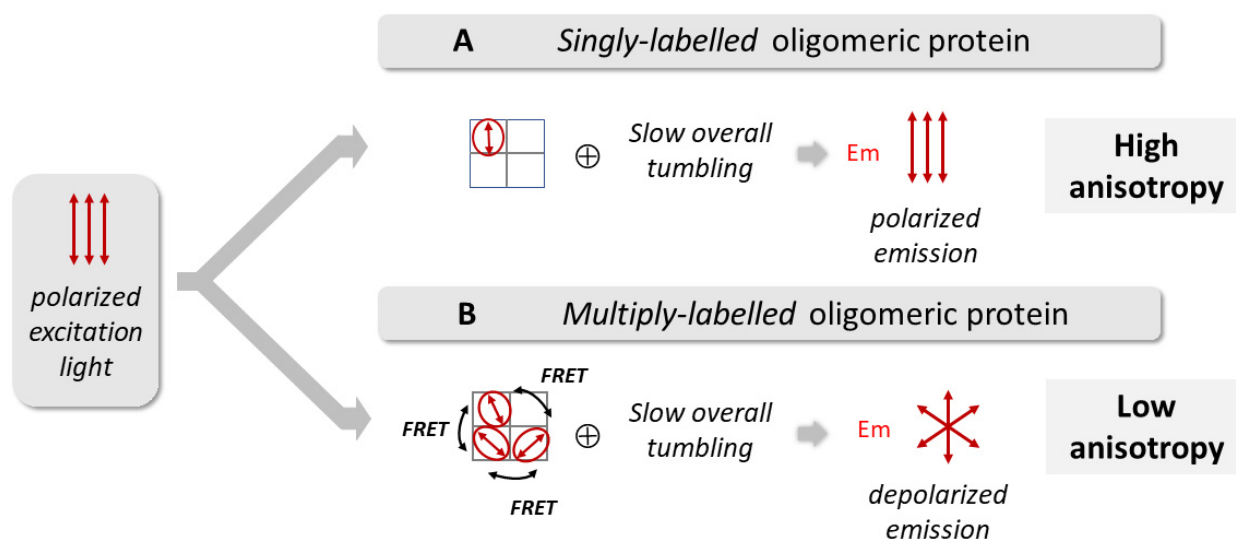 A Singly-labelled oligomeric protein
polarized
excitation
light
Slow overall
tumbling
Em
polarized
emission
High
anisotropy
B Multiply-labelled oligomeric protein
FRET
FRET
FRET
Slow overall
tumbling
Em
depolarized
emission
Low
anisotropy